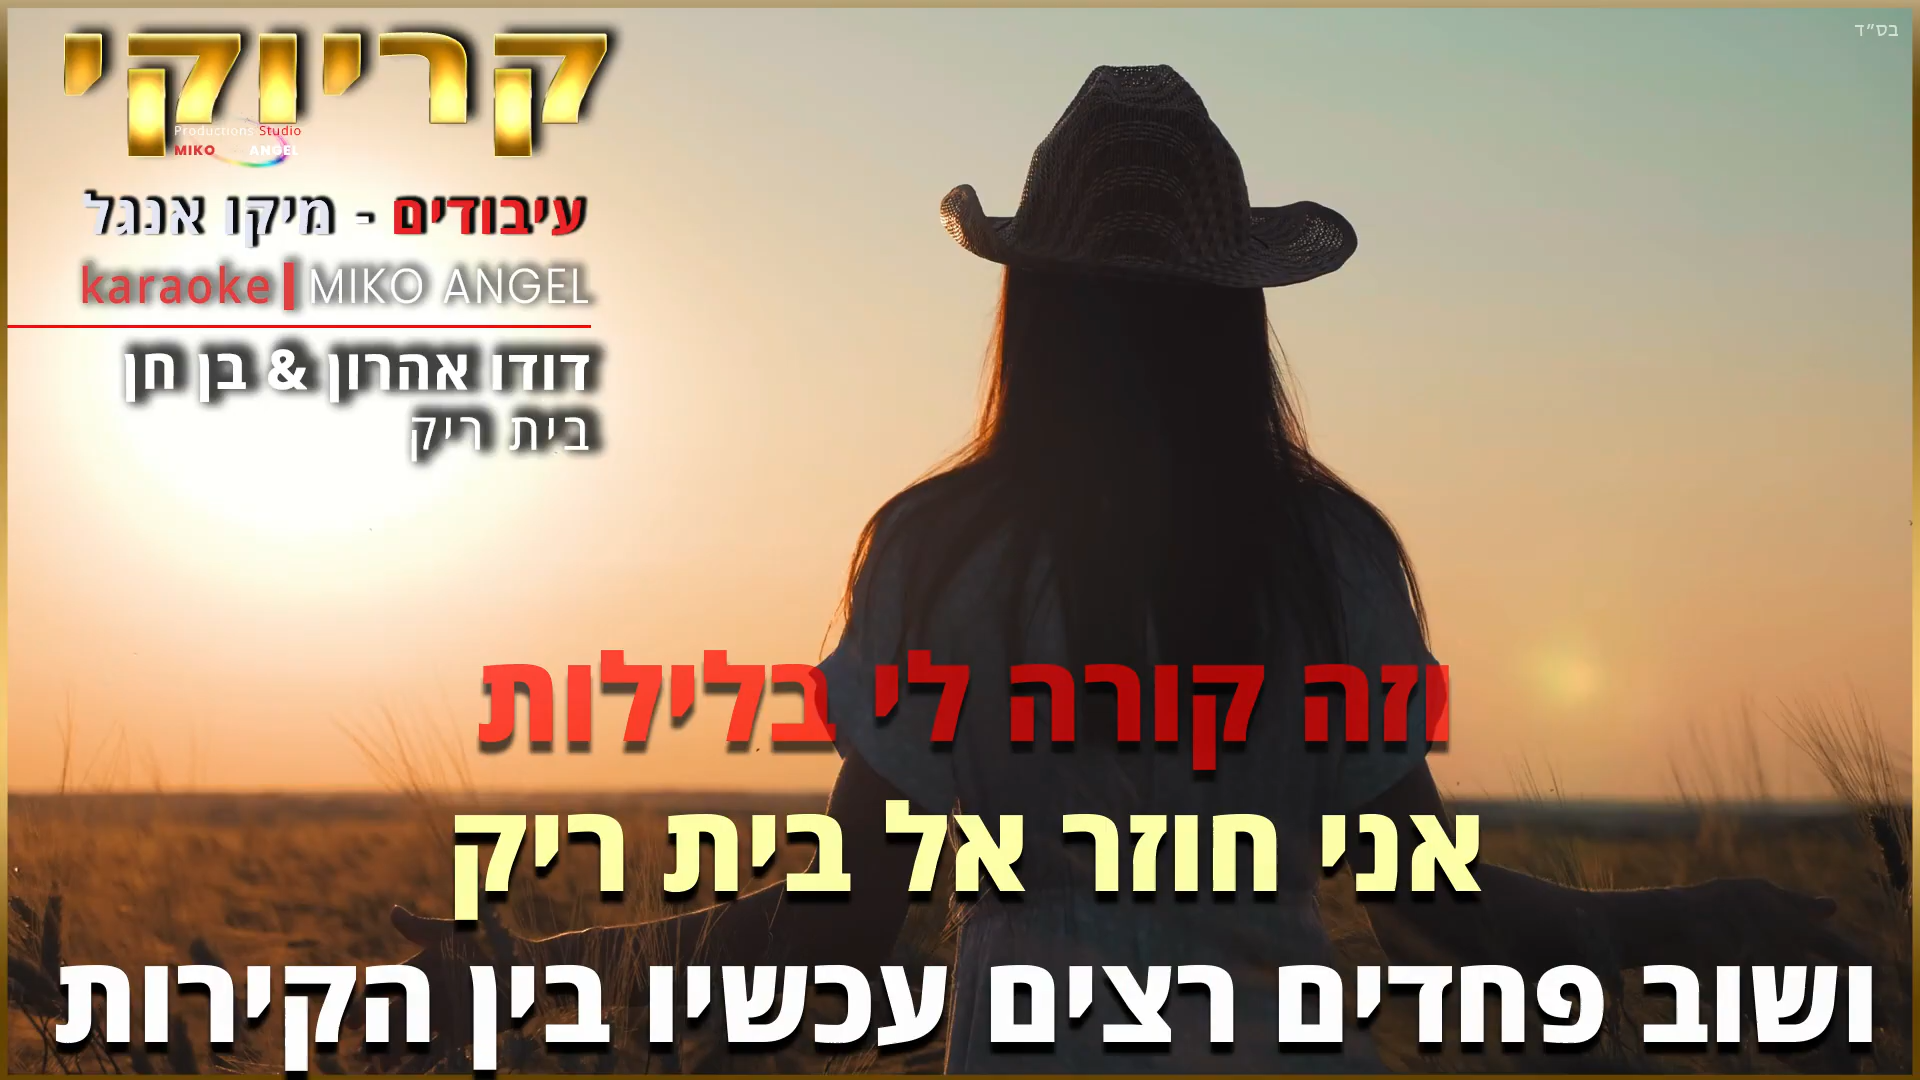 בס״ד
קריוקי
Productions Studio
MIKO ANGEL
עיבודים - מיקו אנגל
karaoke | MIKO ANGEL
דודו אהרון & בן חן
בית ריק
וזה קורה לי בלילות
אני חוזר אל בית ריק
ושוב פחדים רצים עכשיו בין הקירות